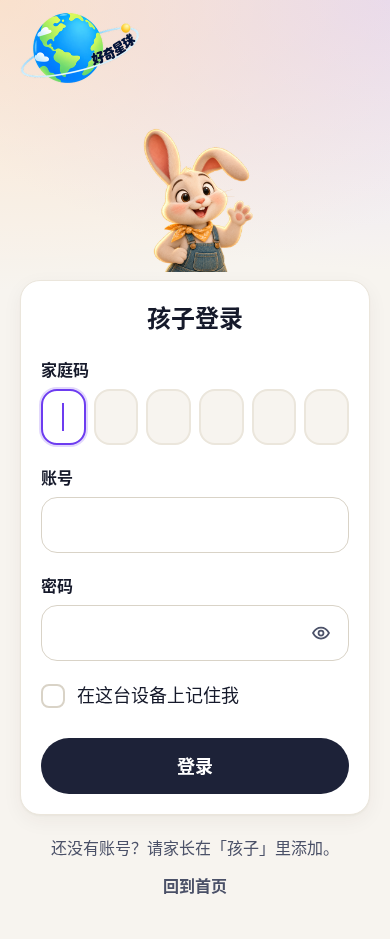 好奇星球
孩子登录
家庭码
账号
密码
在这台设备上记住我
登录
还没有账号？请家长在「孩子」里添加。
回到首页